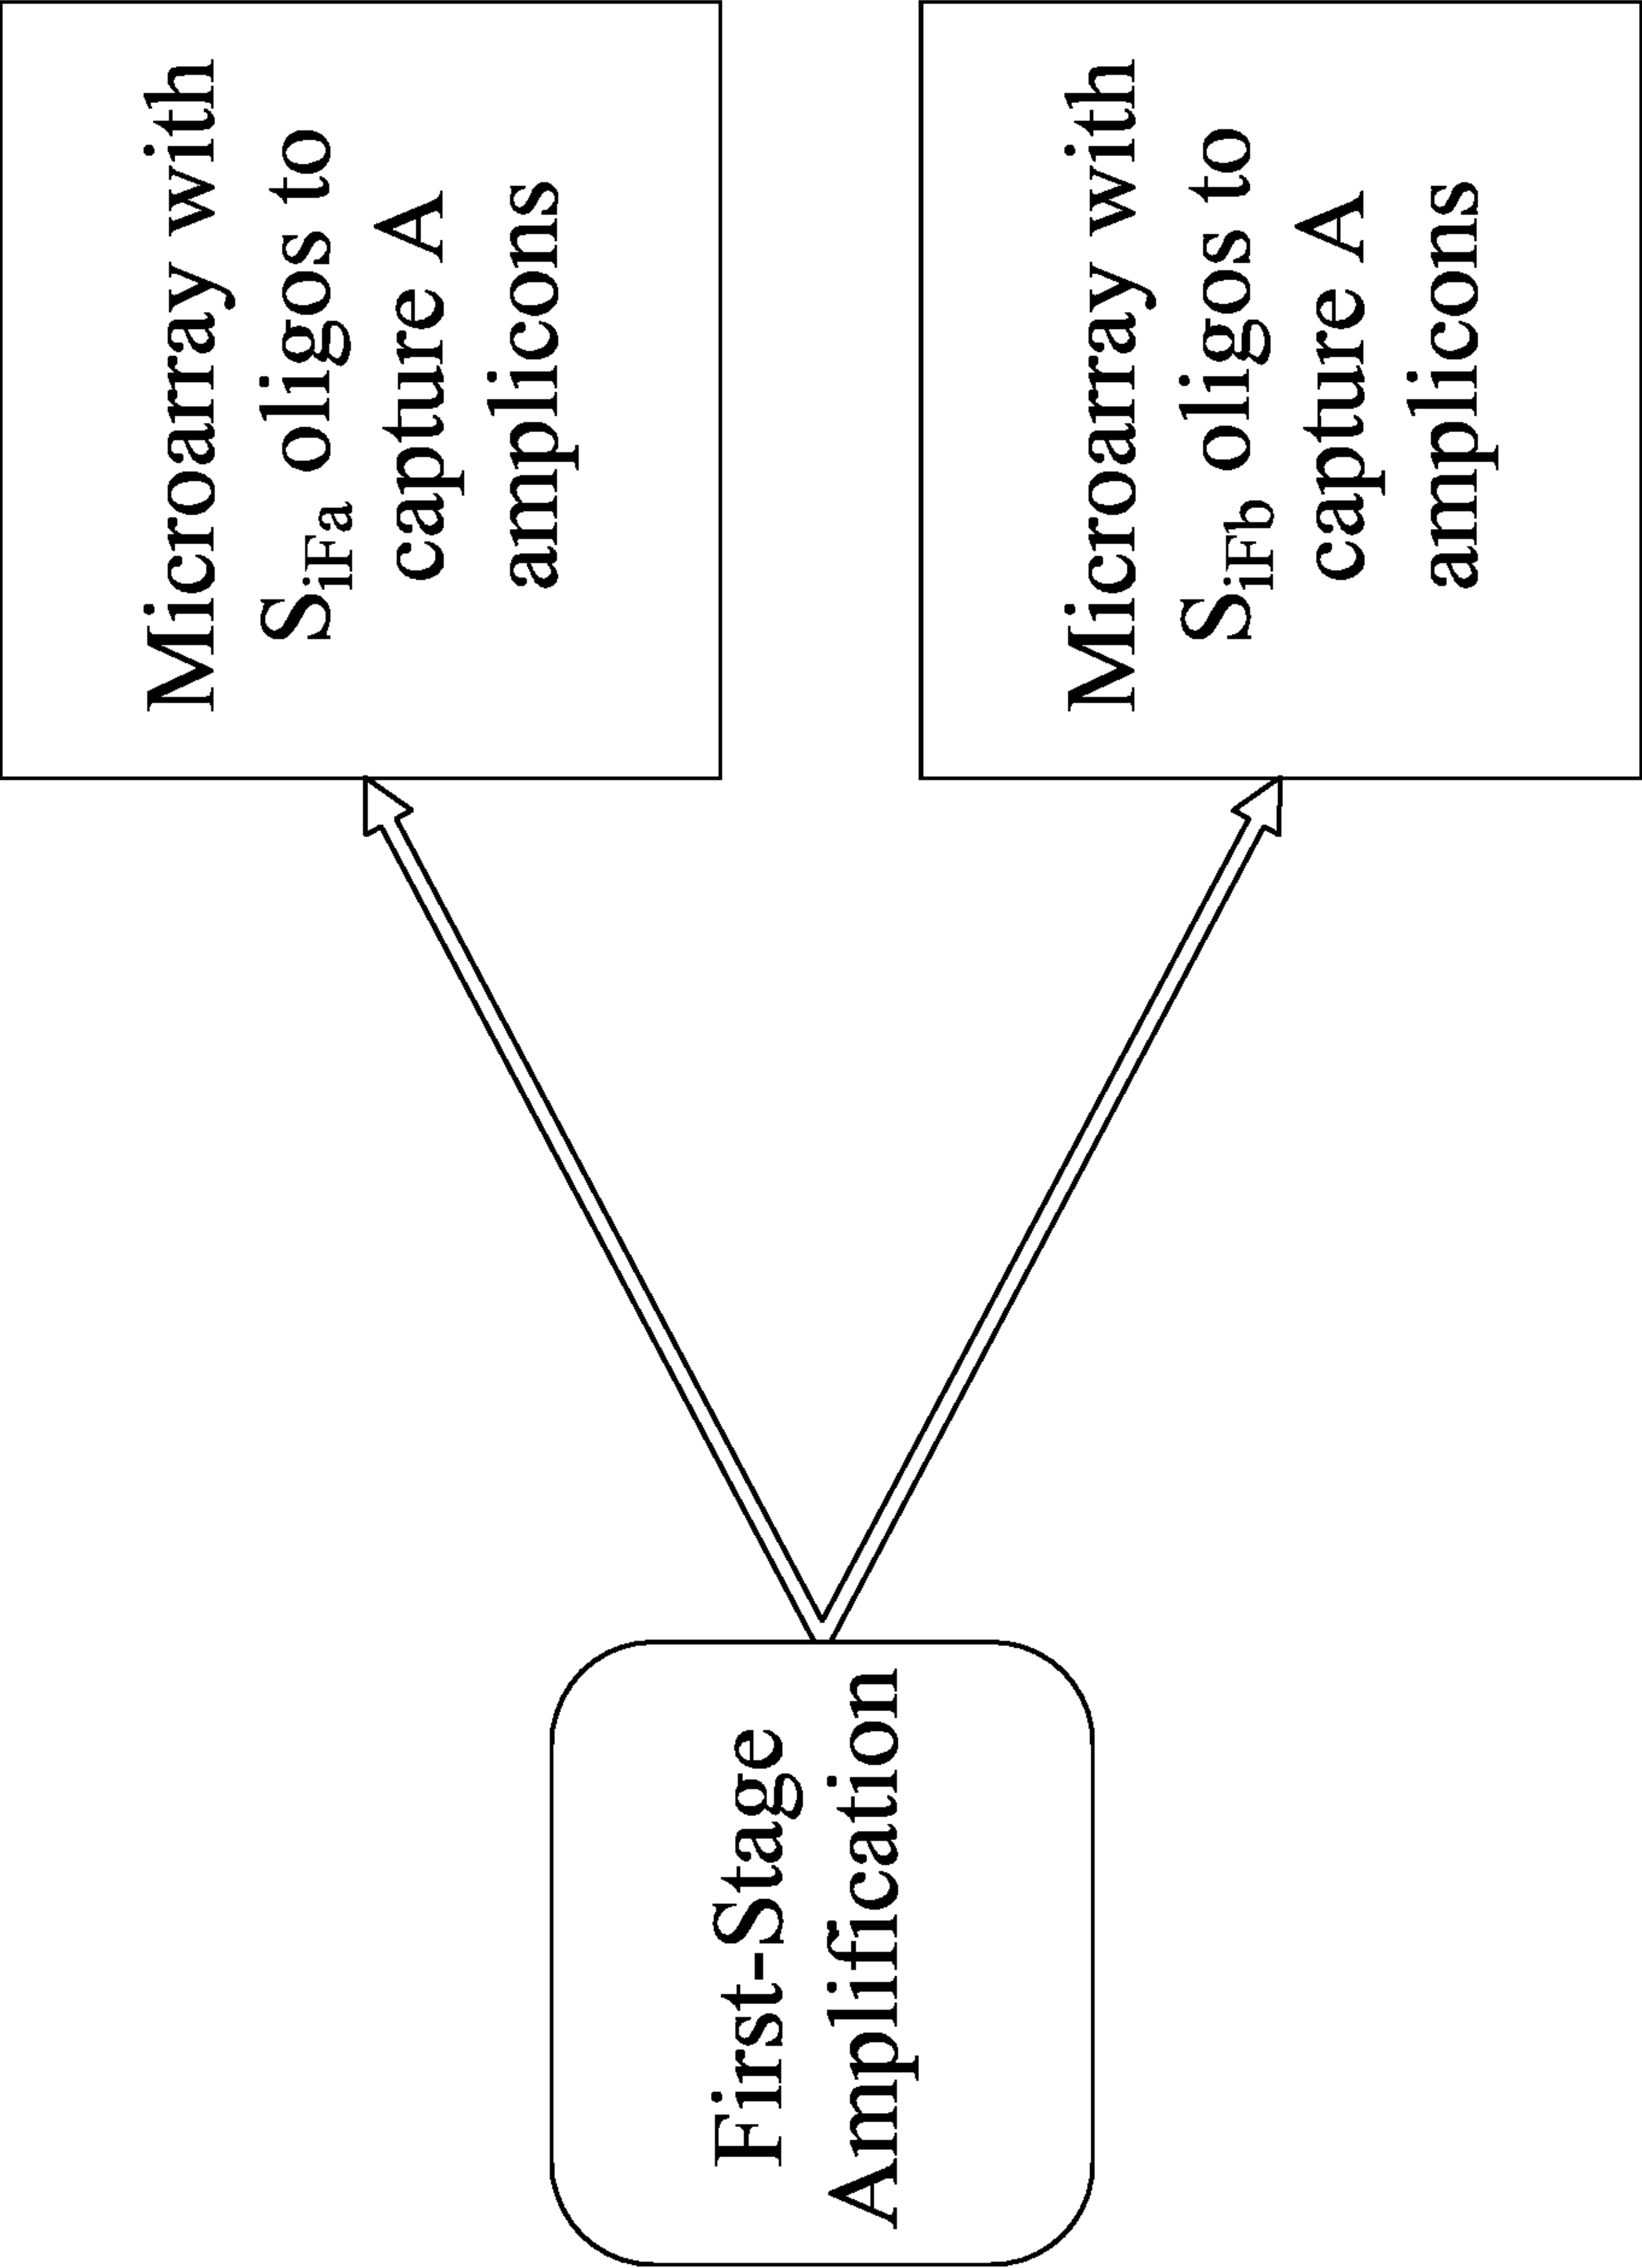 First-Stage
Amplification
Microarray with
SiFa oligos to
capture A
amplicons
Microarray with
SiFb oligos to
capture A
amplicons